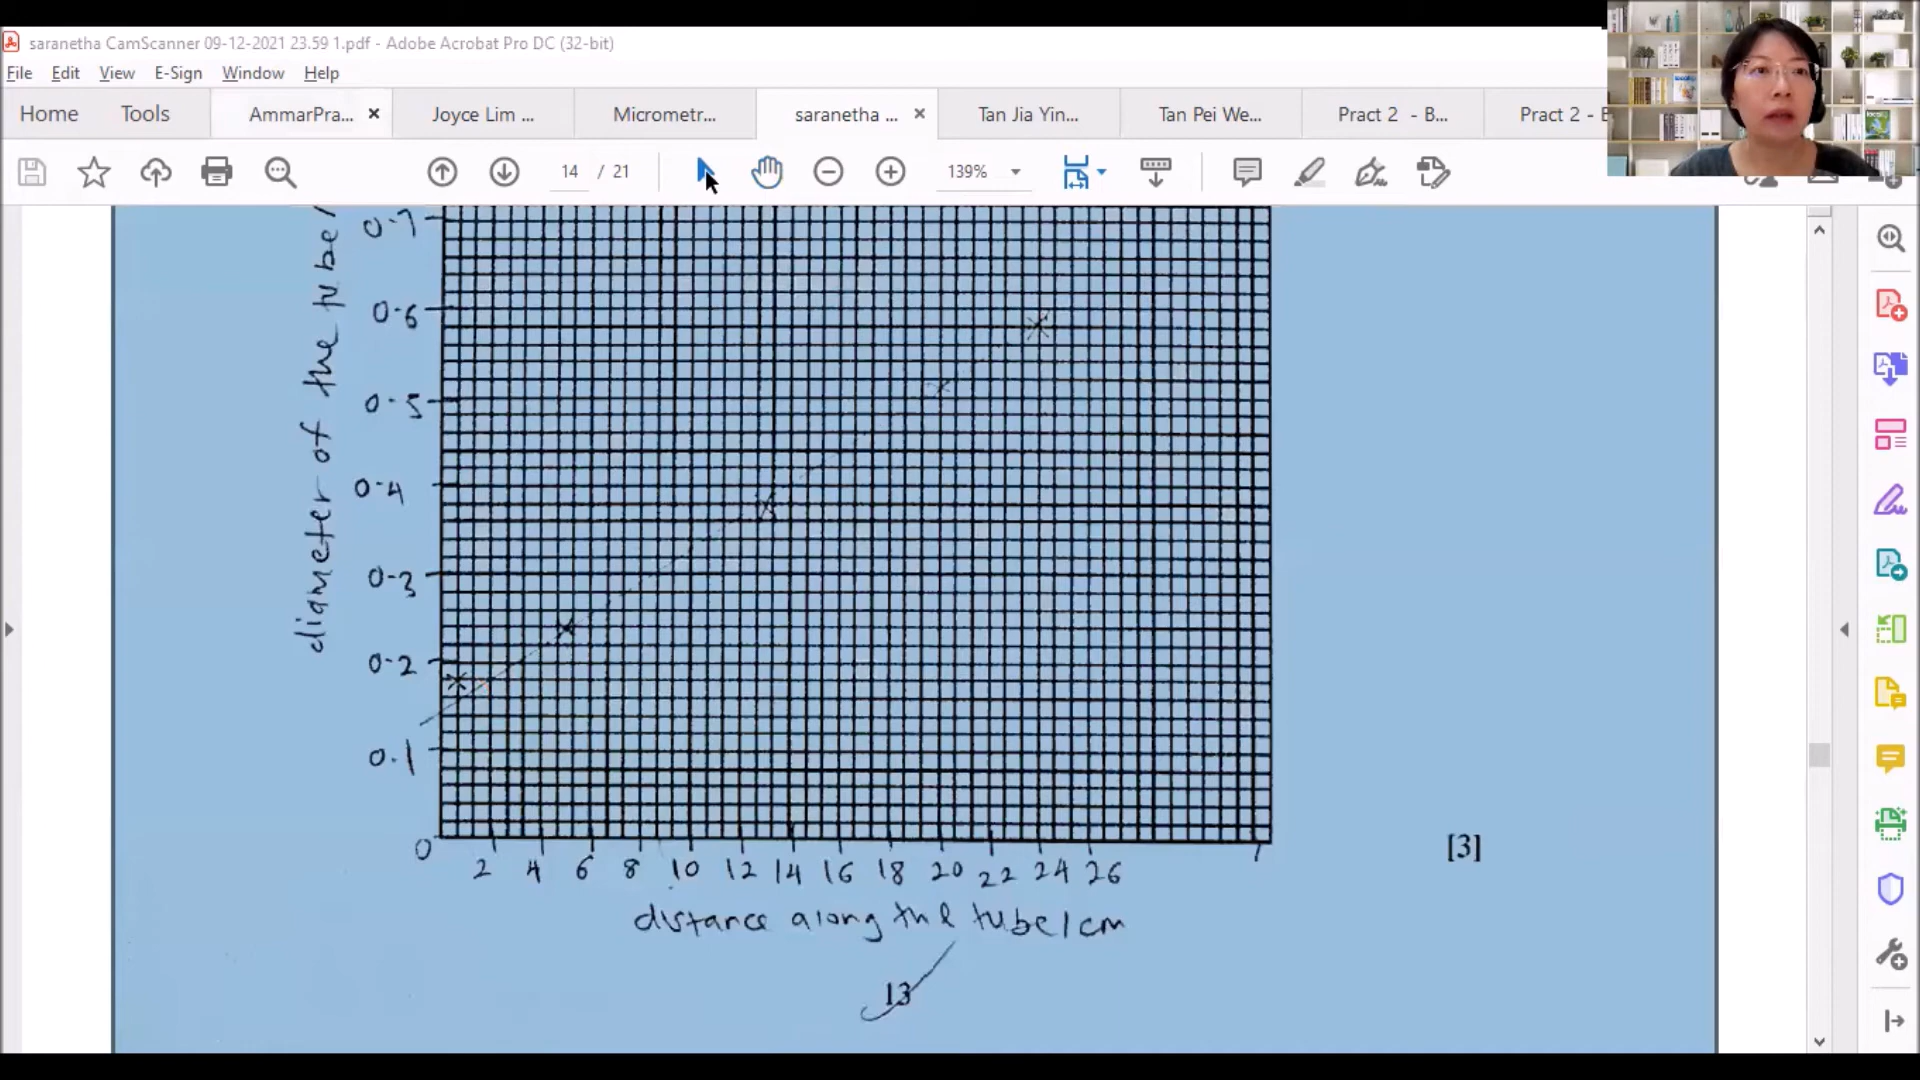 saranetha CamScanner 09-12-2021 23.59 1.pdf - Adobe Acrobat Pro DC (32-bit)
File Edit View E-Sign Window Help
Home Tools AmmarPra... Joyce Lim ... Micrometr... saranetha ... Tan Jia Yin... Tan Pei We... Pract 2 - B... Pract 2 -
14 / 21 139%
diameter of the tube/
0.7
0.6
0.5
0.4
0.3
0.2
0.1
0
2 4 6 8 10 12 14 16 18 20 22 24 26
[3]
distance along the tube/cm
13